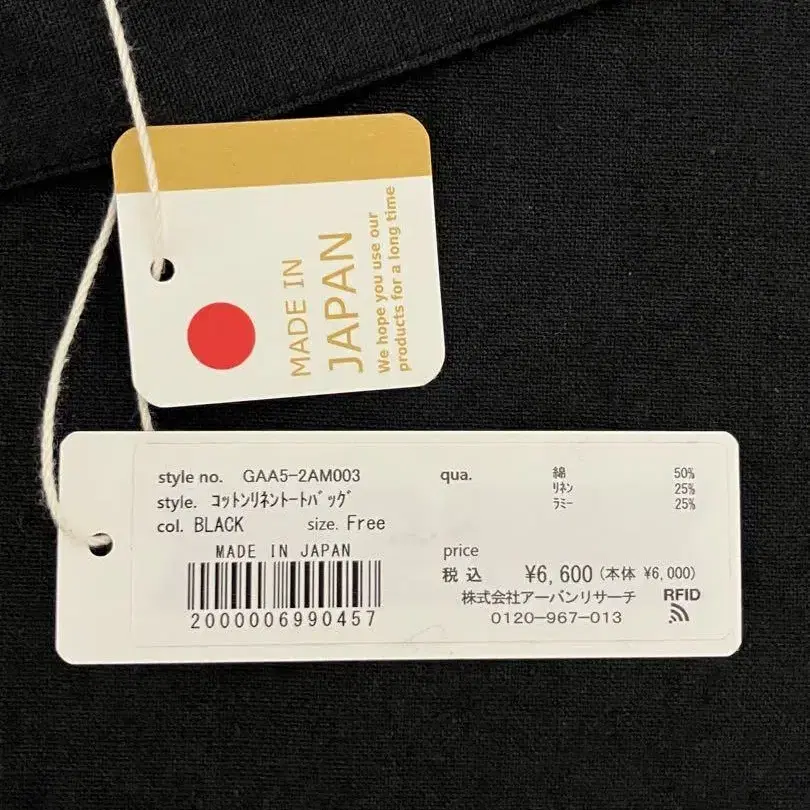 MADE IN
JAPAN
We hope you use our
products for a long time
style no. GAA5-2AM003
style. ｺｯﾄﾝﾘﾈﾝﾄｰﾄﾊﾞｯｸﾞ
col. BLACK size. Free
MADE IN JAPAN
2000006990457
qua. 綿 50%
ﾘﾈﾝ 25%
ﾗﾐｰ 25%
price
税込 ¥6,600 (本体 ¥6,000)
株式会社アーバンリサーチ RFID
0120-967-013